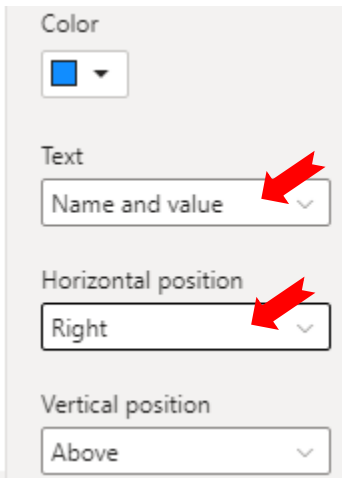 Color
Text
Name and value
Horizontal position
Right
Vertical position
Above